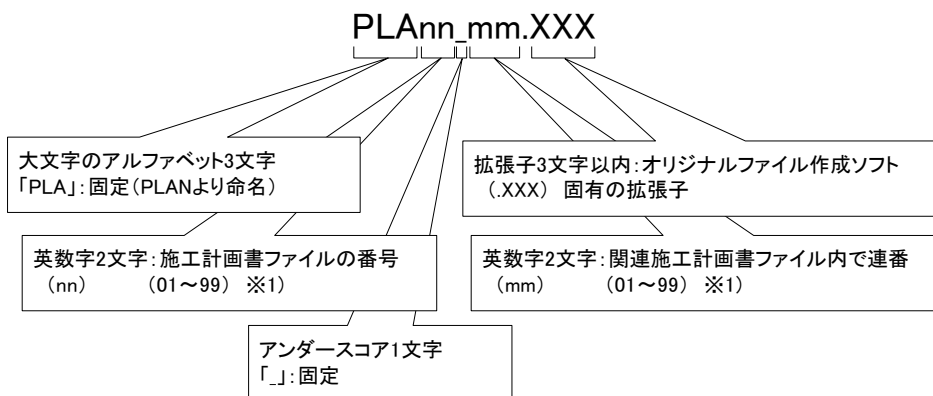 PLAnn_mm.XXX
大文字のアルファベット3文字
「PLA」:固定(PLANより命名)
拡張子3文字以内:オリジナルファイル作成ソフト
(.XXX) 固有の拡張子
英数字2文字:施工計画書ファイルの番号
(nn) (01~99) ※1)
英数字2文字:関連施工計画書ファイル内で連番
(mm) (01~99) ※1)
アンダースコア1文字
「_」:固定